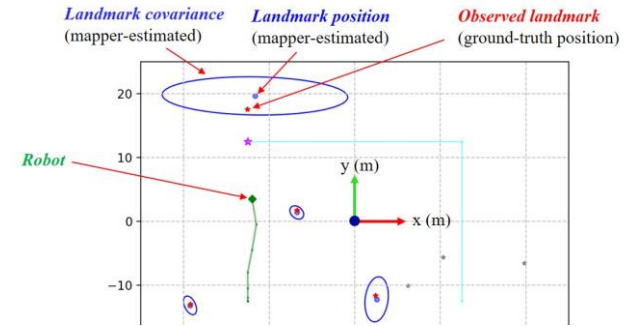 Landmark covariance
(mapper-estimated)
Landmark position
(mapper-estimated)
Observed landmark
(ground-truth position)
20
10
Robot
y (m)
0
x (m)
−10